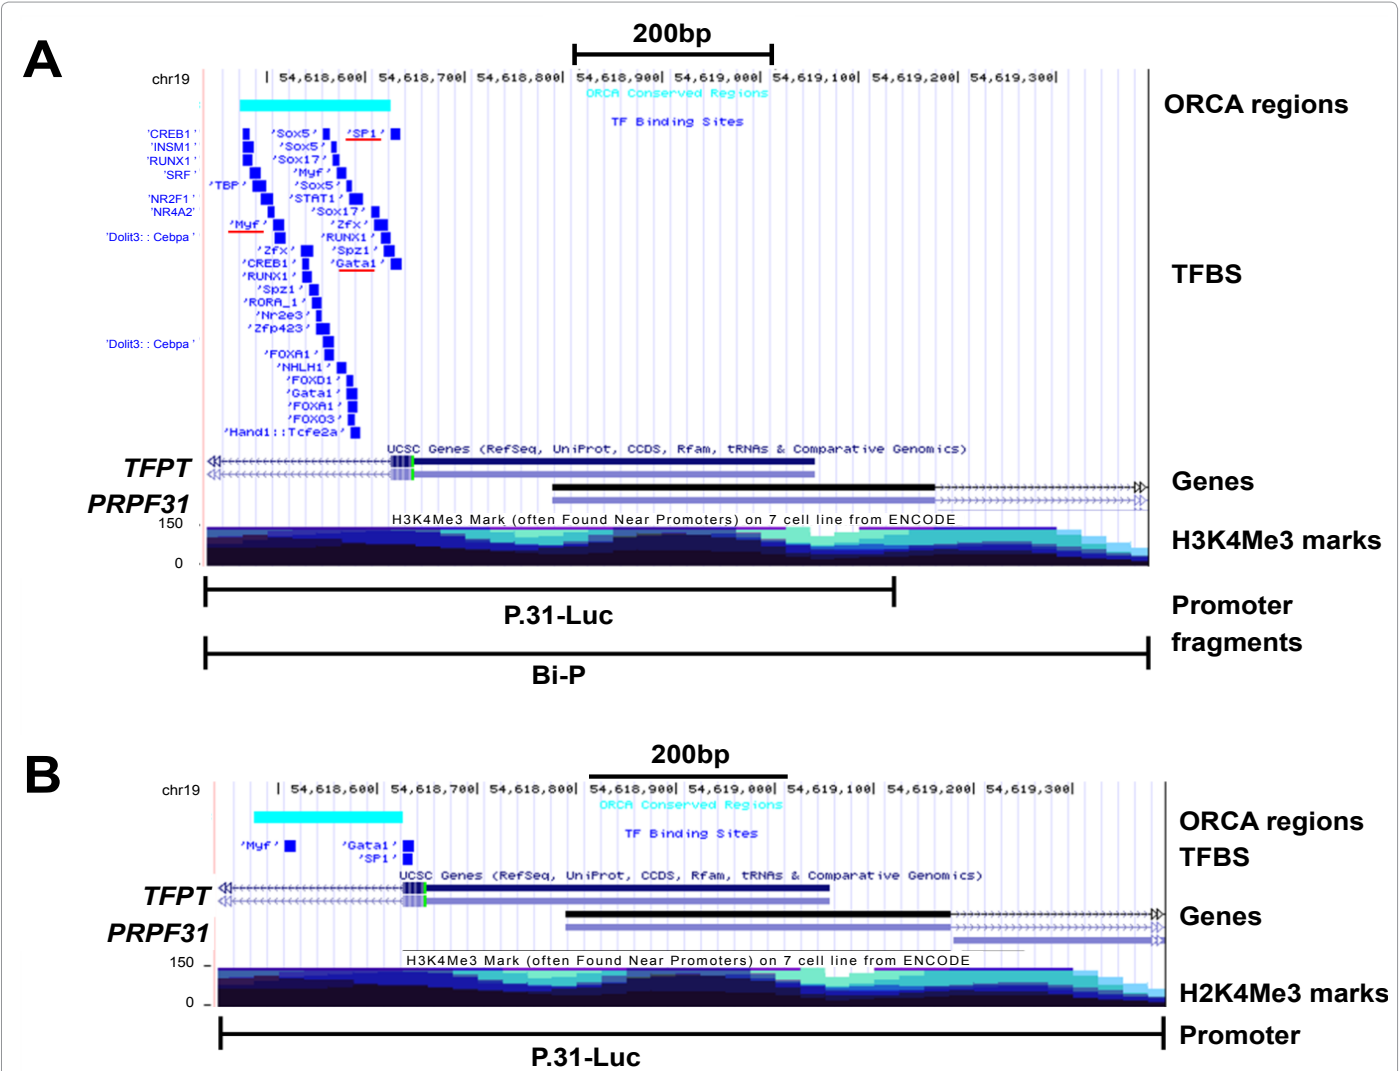 A
200bp
chr19
54,618,600| 54,618,700| 54,618,800| 54,618,900| 54,619,000| 54,619,100| 54,619,200| 54,619,300|
ORCA Conserved Regions
ORCA regions
TF Binding Sites
'CREB1' 'Sox5' 'SP1'
'INSM1' 'Sox5'
'RUNX1' 'Sox17'
'SRF' 'Myf'
'TBP' 'Sox5'
'NR2F1' 'STAT1'
'NR4A2' 'Sox17'
'Myf' 'Zfx'
'Dolit3: : Cebpa' 'RUNX1'
'Zfx' 'Spz1'
'CREB1' 'Gata1'
'RUNX1'
TFBS
'Spz1'
'RORA_1'
'Nr2e3'
'Zfp423'
'Dolit3: : Cebpa'
'FOXA1'
'NHLH1'
'FOXD1'
'Gata1'
'FOXA1'
'FOXO3'
'Hand1::Tcfe2a'
UCSC Genes (RefSeq, UniProt, CCDS, Rfam, tRNAs & Comparative Genomics)
TFPT
Genes
PRPF31
H3K4Me3 Mark (often Found Near Promoters) on 7 cell line from ENCODE
150
0
H3K4Me3 marks
P.31-Luc
Promoter
fragments
Bi-P
B
200bp
chr19
54,618,600| 54,618,700| 54,618,800| 54,618,900| 54,619,000| 54,619,100| 54,619,200| 54,619,300|
ORCA Conserved Regions
ORCA regions
TF Binding Sites
'Myf' 'Gata1'
'SP1'
TFBS
UCSC Genes (RefSeq, UniProt, CCDS, Rfam, tRNAs & Comparative Genomics)
TFPT
Genes
PRPF31
H3K4Me3 Mark (often Found Near Promoters) on 7 cell line from ENCODE
150
0
H2K4Me3 marks
Promoter
P.31-Luc